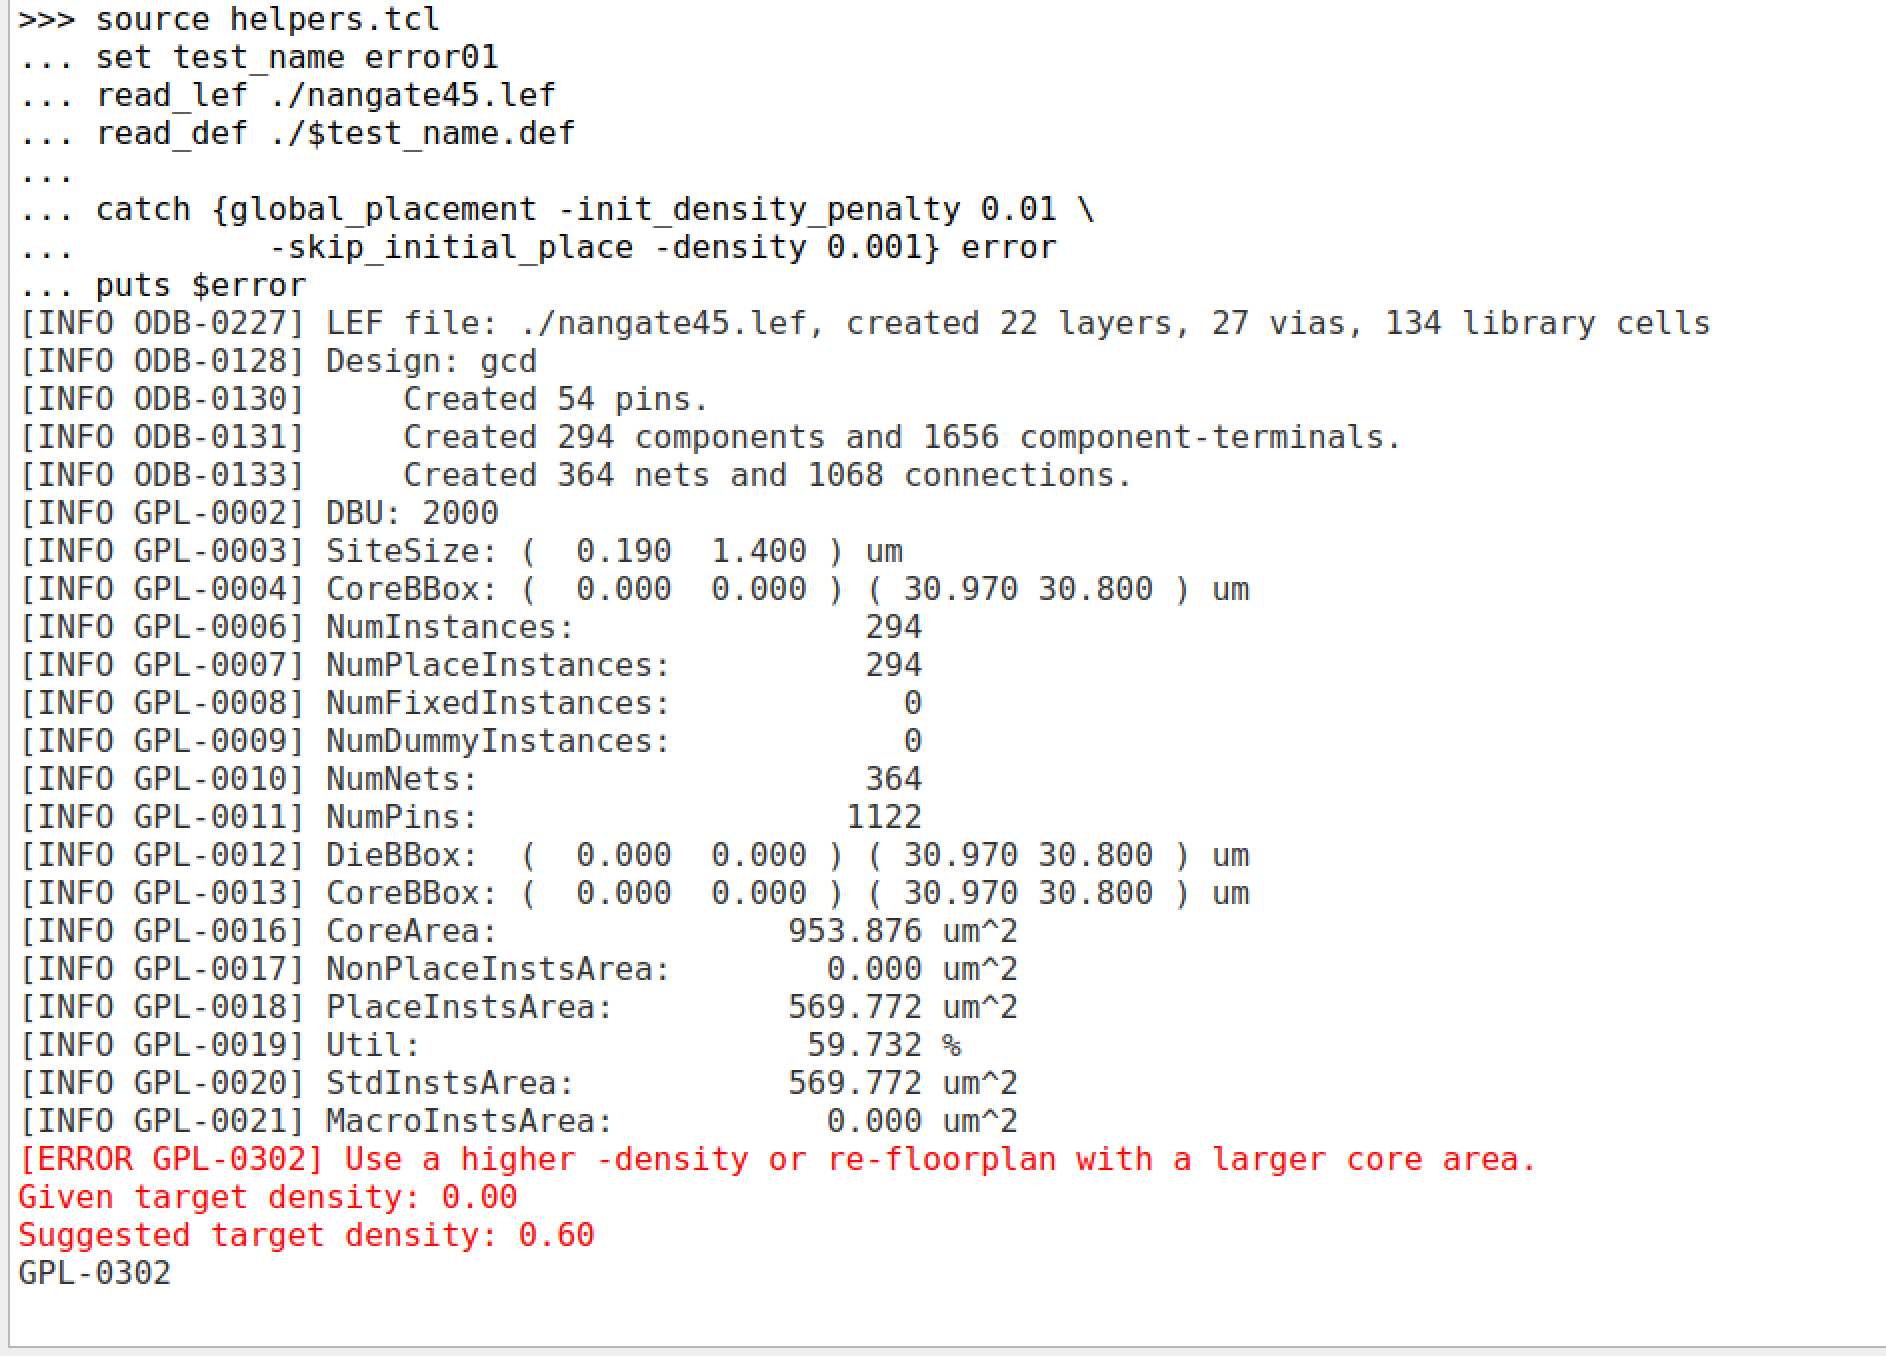 >>> source helpers.tcl
... set test_name error01
... read_lef ./nangate45.lef
... read_def ./$test_name.def
...
... catch {global_placement -init_density_penalty 0.01 \
...          -skip_initial_place -density 0.001} error
... puts $error
[INFO ODB-0227] LEF file: ./nangate45.lef, created 22 layers, 27 vias, 134 library cells
[INFO ODB-0128] Design: gcd
[INFO ODB-0130]     Created 54 pins.
[INFO ODB-0131]     Created 294 components and 1656 component-terminals.
[INFO ODB-0133]     Created 364 nets and 1068 connections.
[INFO GPL-0002] DBU: 2000
[INFO GPL-0003] SiteSize: (  0.190  1.400 ) um
[INFO GPL-0004] CoreBBox: (  0.000  0.000 ) ( 30.970 30.800 ) um
[INFO GPL-0006] NumInstances:               294
[INFO GPL-0007] NumPlaceInstances:          294
[INFO GPL-0008] NumFixedInstances:            0
[INFO GPL-0009] NumDummyInstances:            0
[INFO GPL-0010] NumNets:                    364
[INFO GPL-0011] NumPins:                   1122
[INFO GPL-0012] DieBBox:  (  0.000  0.000 ) ( 30.970 30.800 ) um
[INFO GPL-0013] CoreBBox: (  0.000  0.000 ) ( 30.970 30.800 ) um
[INFO GPL-0016] CoreArea:               953.876 um^2
[INFO GPL-0017] NonPlaceInstsArea:        0.000 um^2
[INFO GPL-0018] PlaceInstsArea:         569.772 um^2
[INFO GPL-0019] Util:                    59.732 %
[INFO GPL-0020] StdInstsArea:           569.772 um^2
[INFO GPL-0021] MacroInstsArea:           0.000 um^2
[ERROR GPL-0302] Use a higher -density or re-floorplan with a larger core area.
Given target density: 0.00
Suggested target density: 0.60
GPL-0302